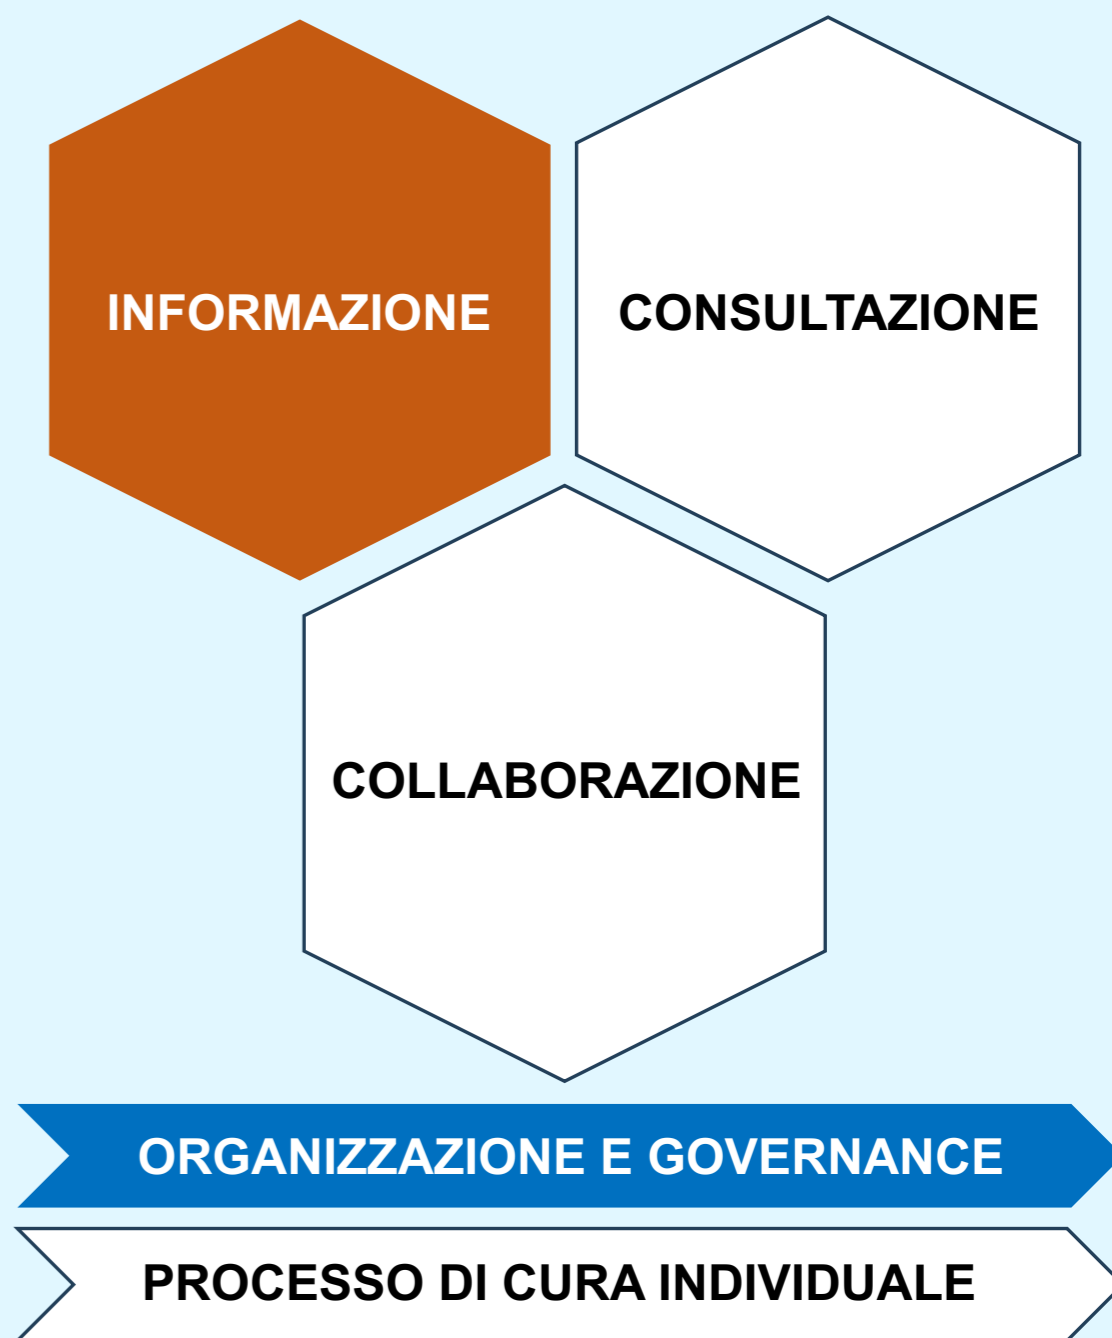 INFORMAZIONE
CONSULTAZIONE
COLLABORAZIONE
ORGANIZZAZIONE E GOVERNANCE
PROCESSO DI CURA INDIVIDUALE